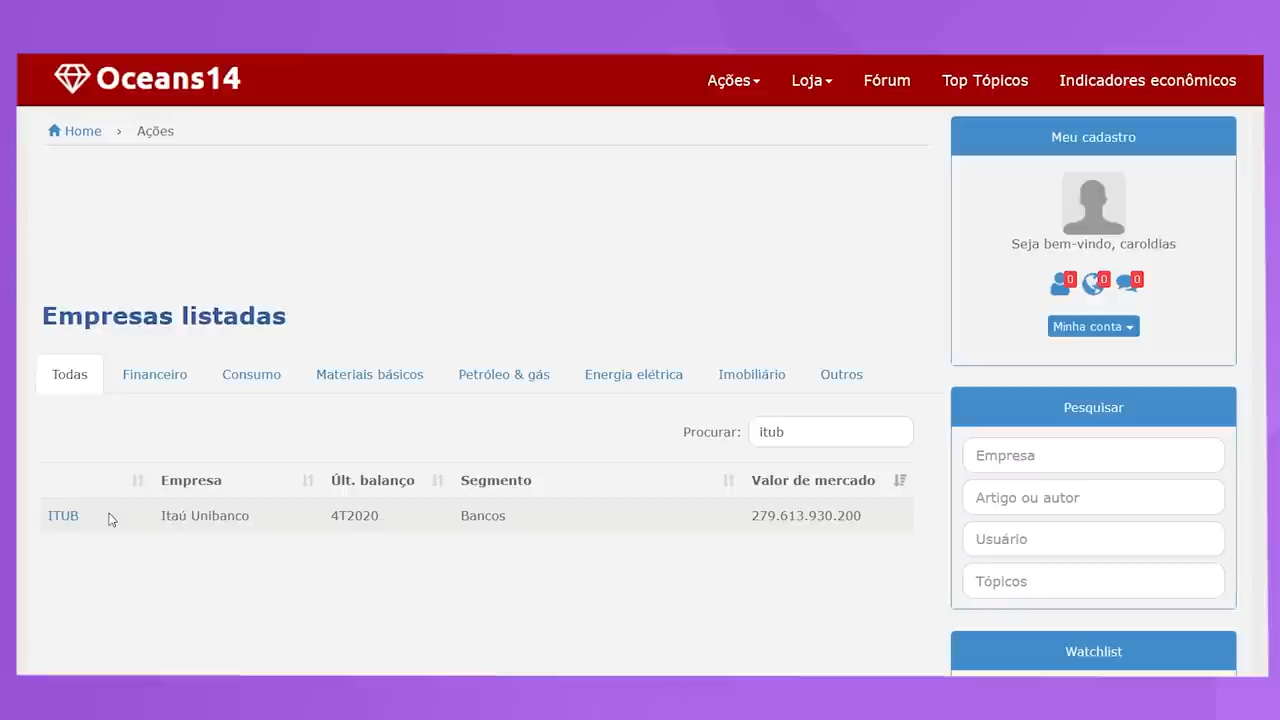 Oceans14
Ações Loja Fórum Top Tópicos Indicadores econômicos
Home › Ações
Empresas listadas
Todas Financeiro Consumo Materiais básicos Petróleo & gás Energia elétrica Imobiliário Outros
Procurar: itub
Empresa Últ. balanço Segmento Valor de mercado
ITUB Itaú Unibanco 4T2020 Bancos 279.613.930.200
Meu cadastro
Seja bem-vindo, caroldias
0 0 0
Minha conta
Pesquisar
Empresa
Artigo ou autor
Usuário
Tópicos
Watchlist